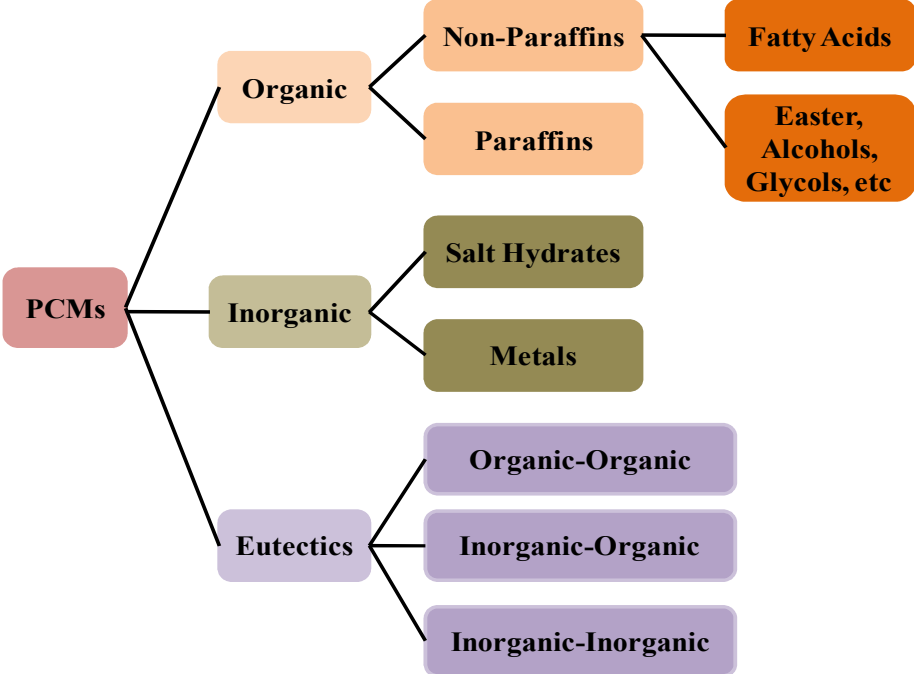 PCMs
Organic
Non-Paraffins
Fatty Acids
Easter,
Alcohols,
Glycols, etc
Paraffins
Inorganic
Salt Hydrates
Metals
Eutectics
Organic-Organic
Inorganic-Organic
Inorganic-Inorganic